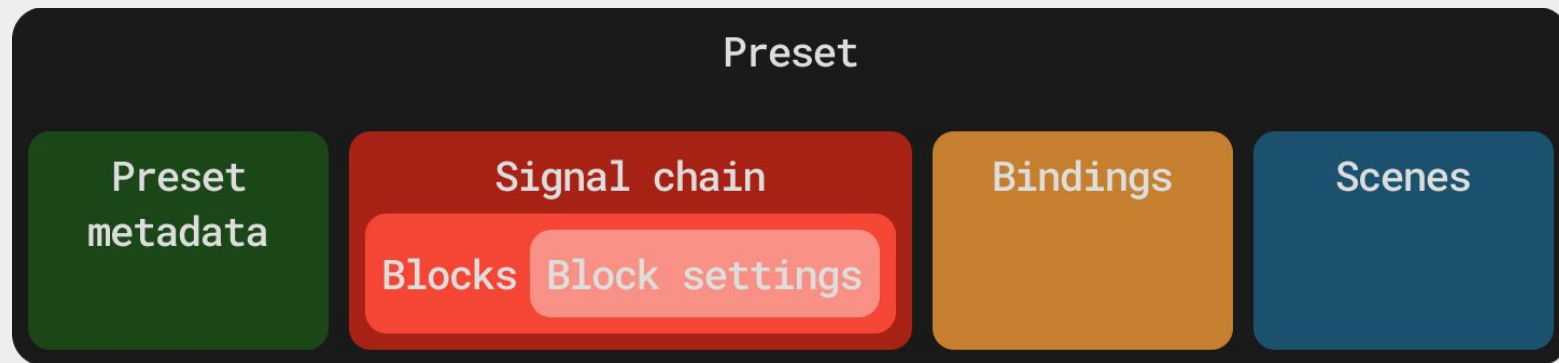 Preset
Preset
metadata
Signal chain
Blocks
Block settings
Bindings
Scenes